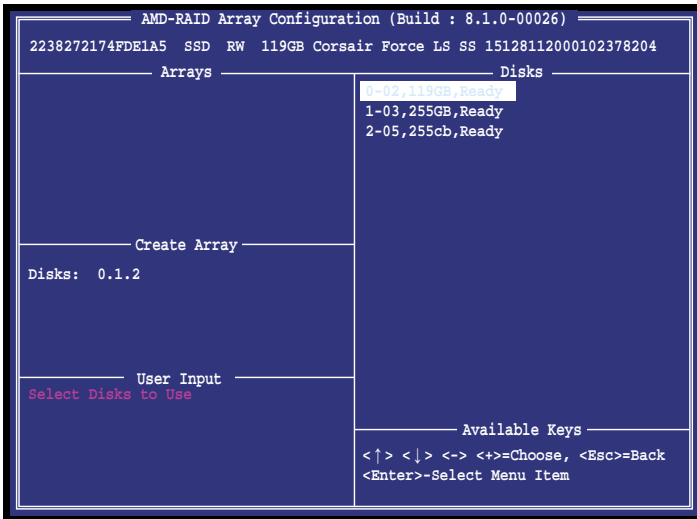 AMD-RAID Array Configuration (Build : 8.1.0-00026)
2238272174FDE1A5 SSD RW 119GB Corsair Force LS SS 15128112000102378204
Arrays
Disks
0-02,119GB,Ready
1-03,255GB,Ready
2-05,255cb,Ready
Create Array
Disks: 0.1.2
User Input
Select Disks to Use
Available Keys
<↑> <↓> <-> <+>=Choose, <Esc>=Back
<Enter>-Select Menu Item